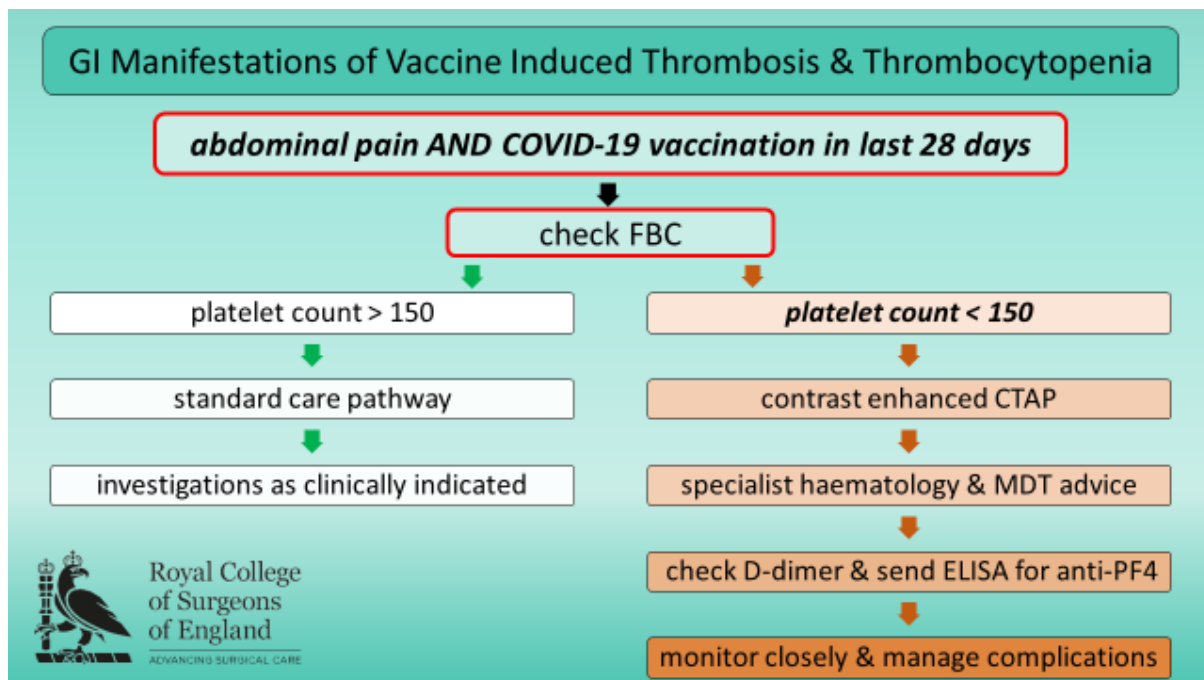 GI Manifestations of Vaccine Induced Thrombosis & Thrombocytopenia
abdominal pain AND COVID-19 vaccination in last 28 days
check FBC
platelet count > 150
standard care pathway
investigations as clinically indicated
platelet count < 150
contrast enhanced CTAP
specialist haematology & MDT advice
check D-dimer & send ELISA for anti-PF4
monitor closely & manage complications
Royal College
of Surgeons
of England
ADVANCING SURGICAL CARE